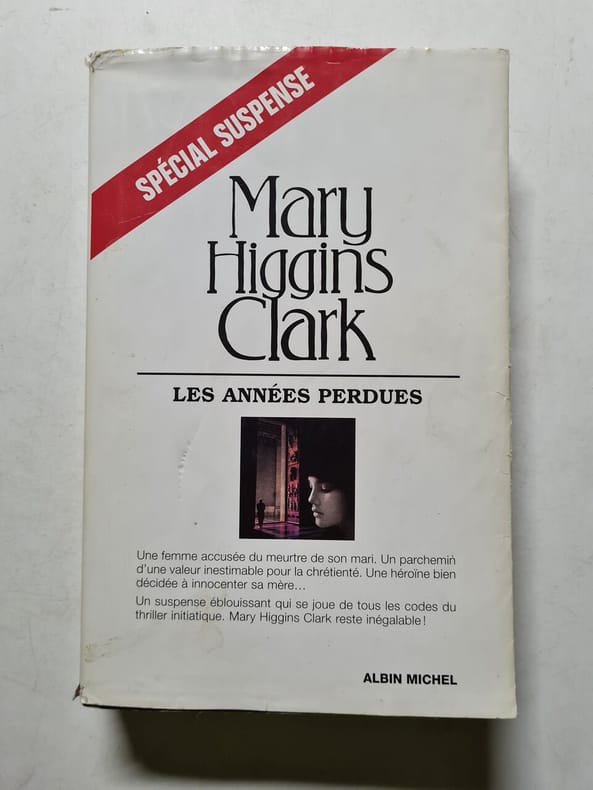 SPÉCIAL SUSPENSE
Mary
Higgins
Clark
LES ANNÉES PERDUES
Une femme accusée du meurtre de son mari. Un parchemin
d'une valeur inestimable pour la chrétienté. Une héroïne bien
décidée à innocenter sa mère...
Un suspense éblouissant qui se joue de tous les codes du
thriller initiatique. Mary Higgins Clark reste inégalable !
ALBIN MICHEL